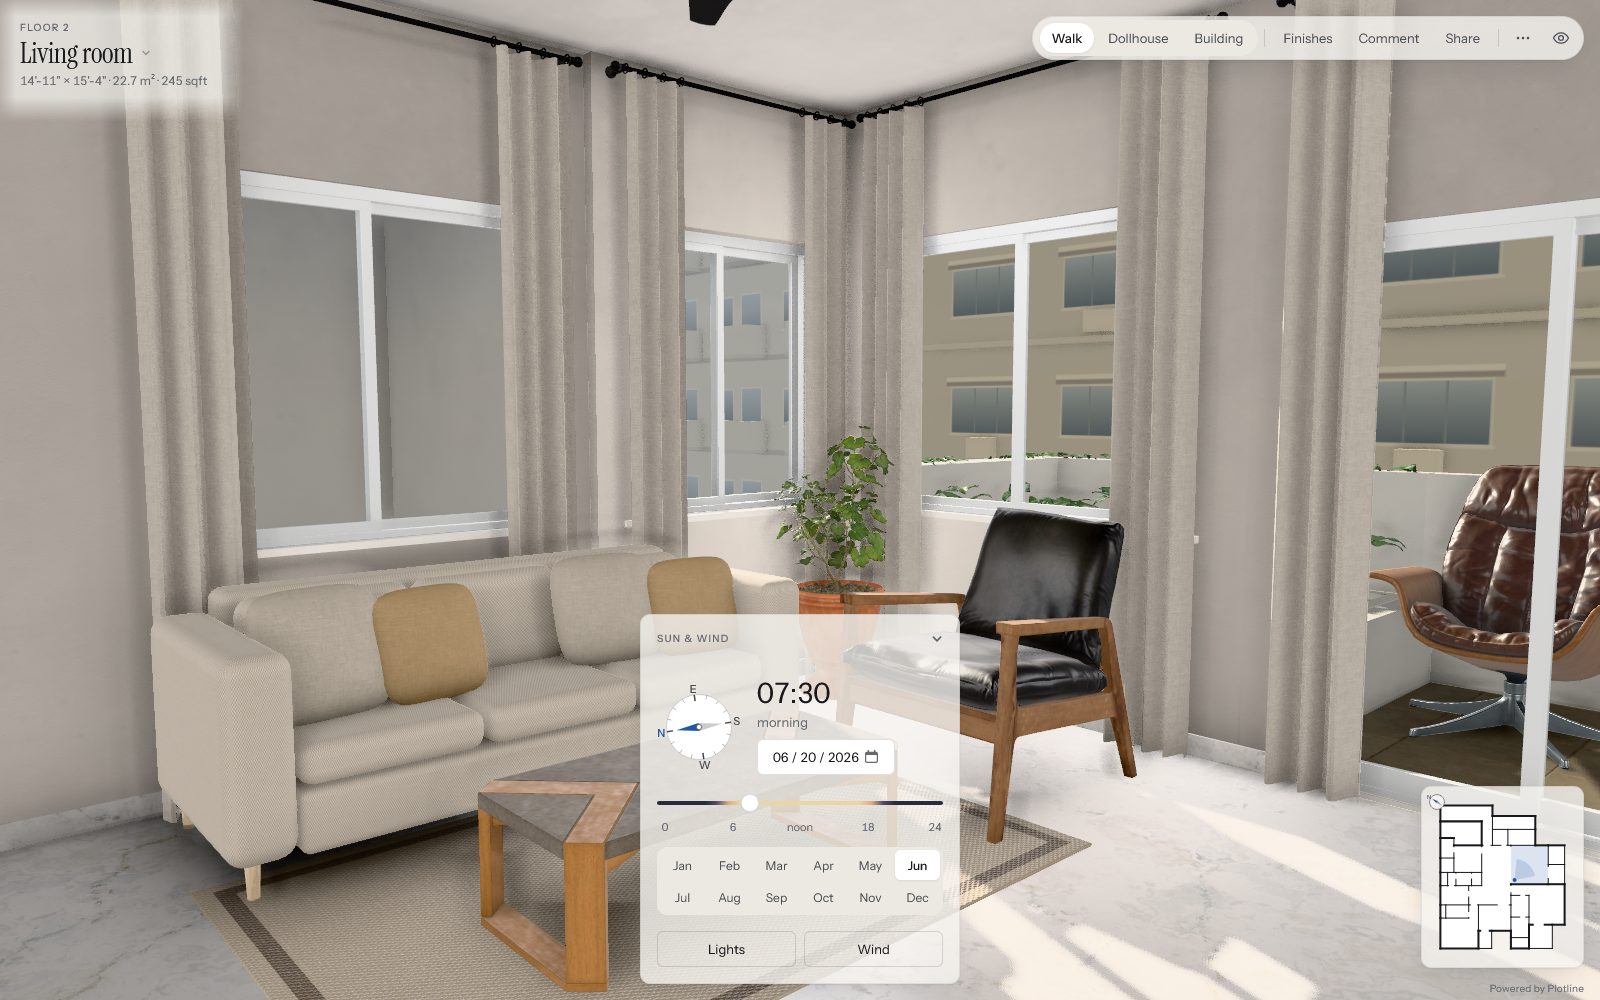 FLOOR 2
Living room
14'-11" × 15'-4" · 22.7 m² · 245 sqft
Walk Dollhouse Building Finishes Comment Share
SUN & WIND
E
S
N
W
07:30
morning
06 / 20 / 2026
0 6 noon 18 24
Jan Feb Mar Apr May Jun
Jul Aug Sep Oct Nov Dec
Lights Wind
N
Powered by Plotline